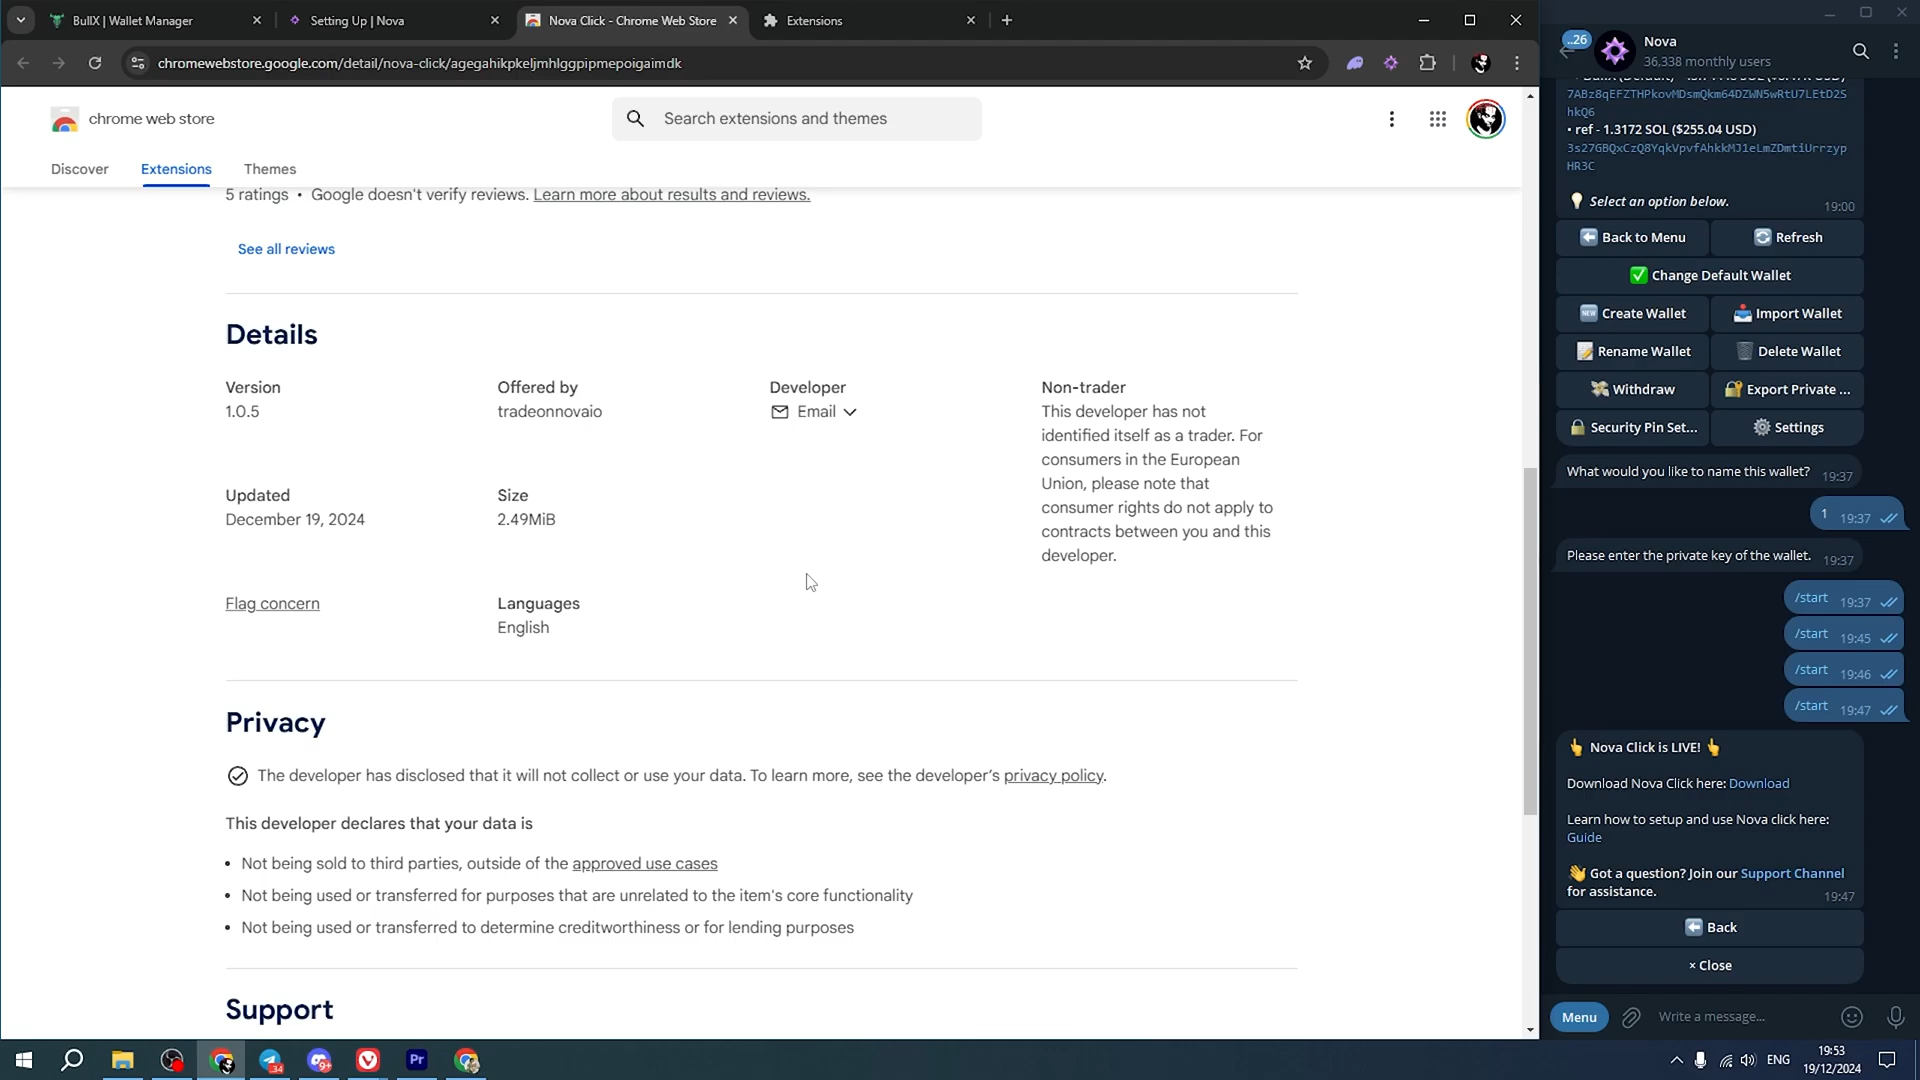 BullX | Wallet Manager
Setting Up | Nova
Nova Click - Chrome Web Store
Extensions
chromewebstore.google.com/detail/nova-click/agegahikpkeljmhlggpipmepoigaimdk
chrome web store
Search extensions and themes
Discover
Extensions
Themes
5 ratings • Google doesn't verify reviews. Learn more about results and reviews.
See all reviews
Details
Version
1.0.5
Offered by
tradeonnovaio
Developer
Email
Non-trader
This developer has not
identified itself as a trader. For
consumers in the European
Union, please note that
consumer rights do not apply to
contracts between you and this
developer.
Updated
December 19, 2024
Size
2.49MiB
Flag concern
Languages
English
Privacy
The developer has disclosed that it will not collect or use your data. To learn more, see the developer's privacy policy.
This developer declares that your data is
• Not being sold to third parties, outside of the approved use cases
• Not being used or transferred for purposes that are unrelated to the item's core functionality
• Not being used or transferred to determine creditworthiness or for lending purposes
Support
..26
Nova
36,338 monthly users
7ABz8qEFZTHPkovMDsmQkm64DZWN5wRtU7LEtD2S
hkQ6
• ref - 1.3172 SOL ($255.04 USD)
3s27GBQxCzQ8YqkVpvfAhkkMJ1eLmZDmtiUrrzyp
HR3C
Select an option below.
19:00
Back to Menu
Refresh
Change Default Wallet
NEW Create Wallet
Import Wallet
Rename Wallet
Delete Wallet
Withdraw
Export Private ...
Security Pin Set...
Settings
What would you like to name this wallet? 19:37
1 19:37
Please enter the private key of the wallet. 19:37
/start 19:37
/start 19:45
/start 19:46
/start 19:47
Nova Click is LIVE!
Download Nova Click here: Download
Learn how to setup and use Nova click here:
Guide
Got a question? Join our Support Channel
for assistance.
19:47
Back
× Close
Menu
Write a message...
34
9+
Pr
ENG
19:53
19/12/2024